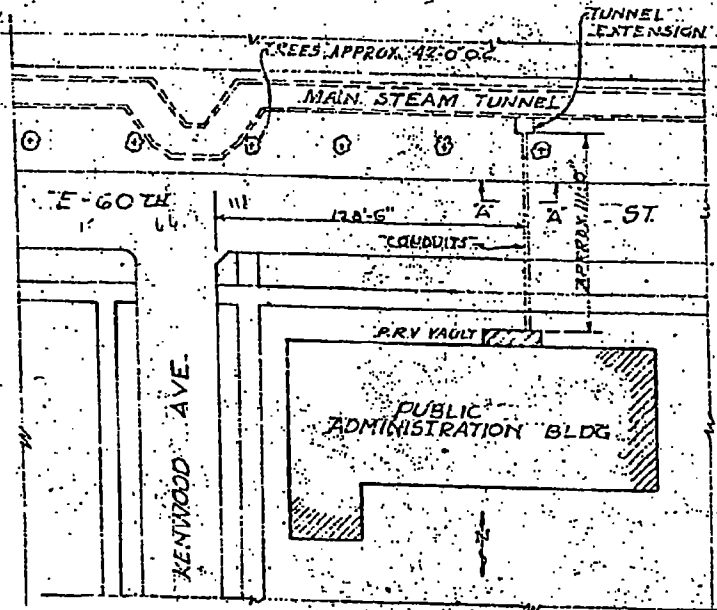 TUNNEL
EXTENSION
TREES APPROX. 42'-0" O.C.
MAIN STEAM TUNNEL
E-60TH
ST.
128'-6"
"A"
"A"
CONDUITS
APPROX. 111'-0"
P.R.V VAULT
PUBLIC
ADMINISTRATION BLDG
KENWOOD AVE.